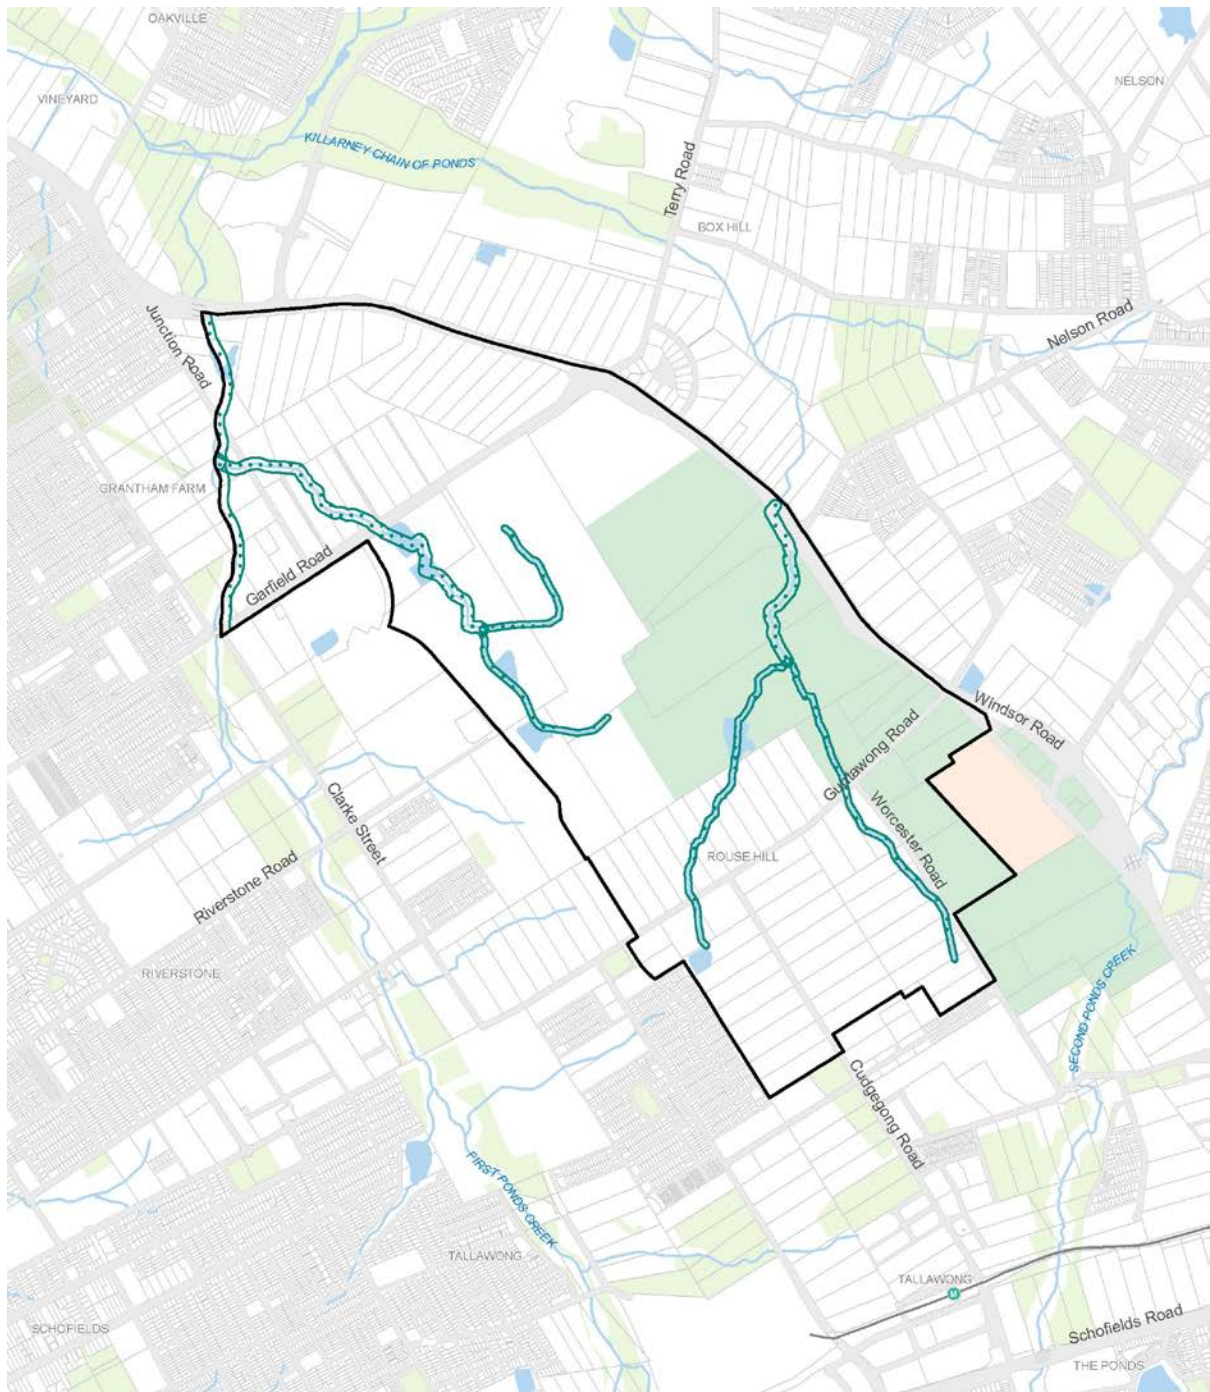 OAKVILLE
NELSON
VINEYARD
KILLARNEY CHAIN OF PONDS
Terry Road
BOX HILL
Nelson Road
Junction Road
GRANTHAM FARM
Garfield Road
Windsor Road
Guntawong Road
Clarke Street
Worcester Road
ROUSE HILL
Riverstone Road
RIVERSTONE
SECOND PONDS CREEK
Cudgegong Road
FIRST PONDS CREEK
TALLAWONG
TALLAWONG
M
SCHOFIELDS
Schofields Road
THE PONDS